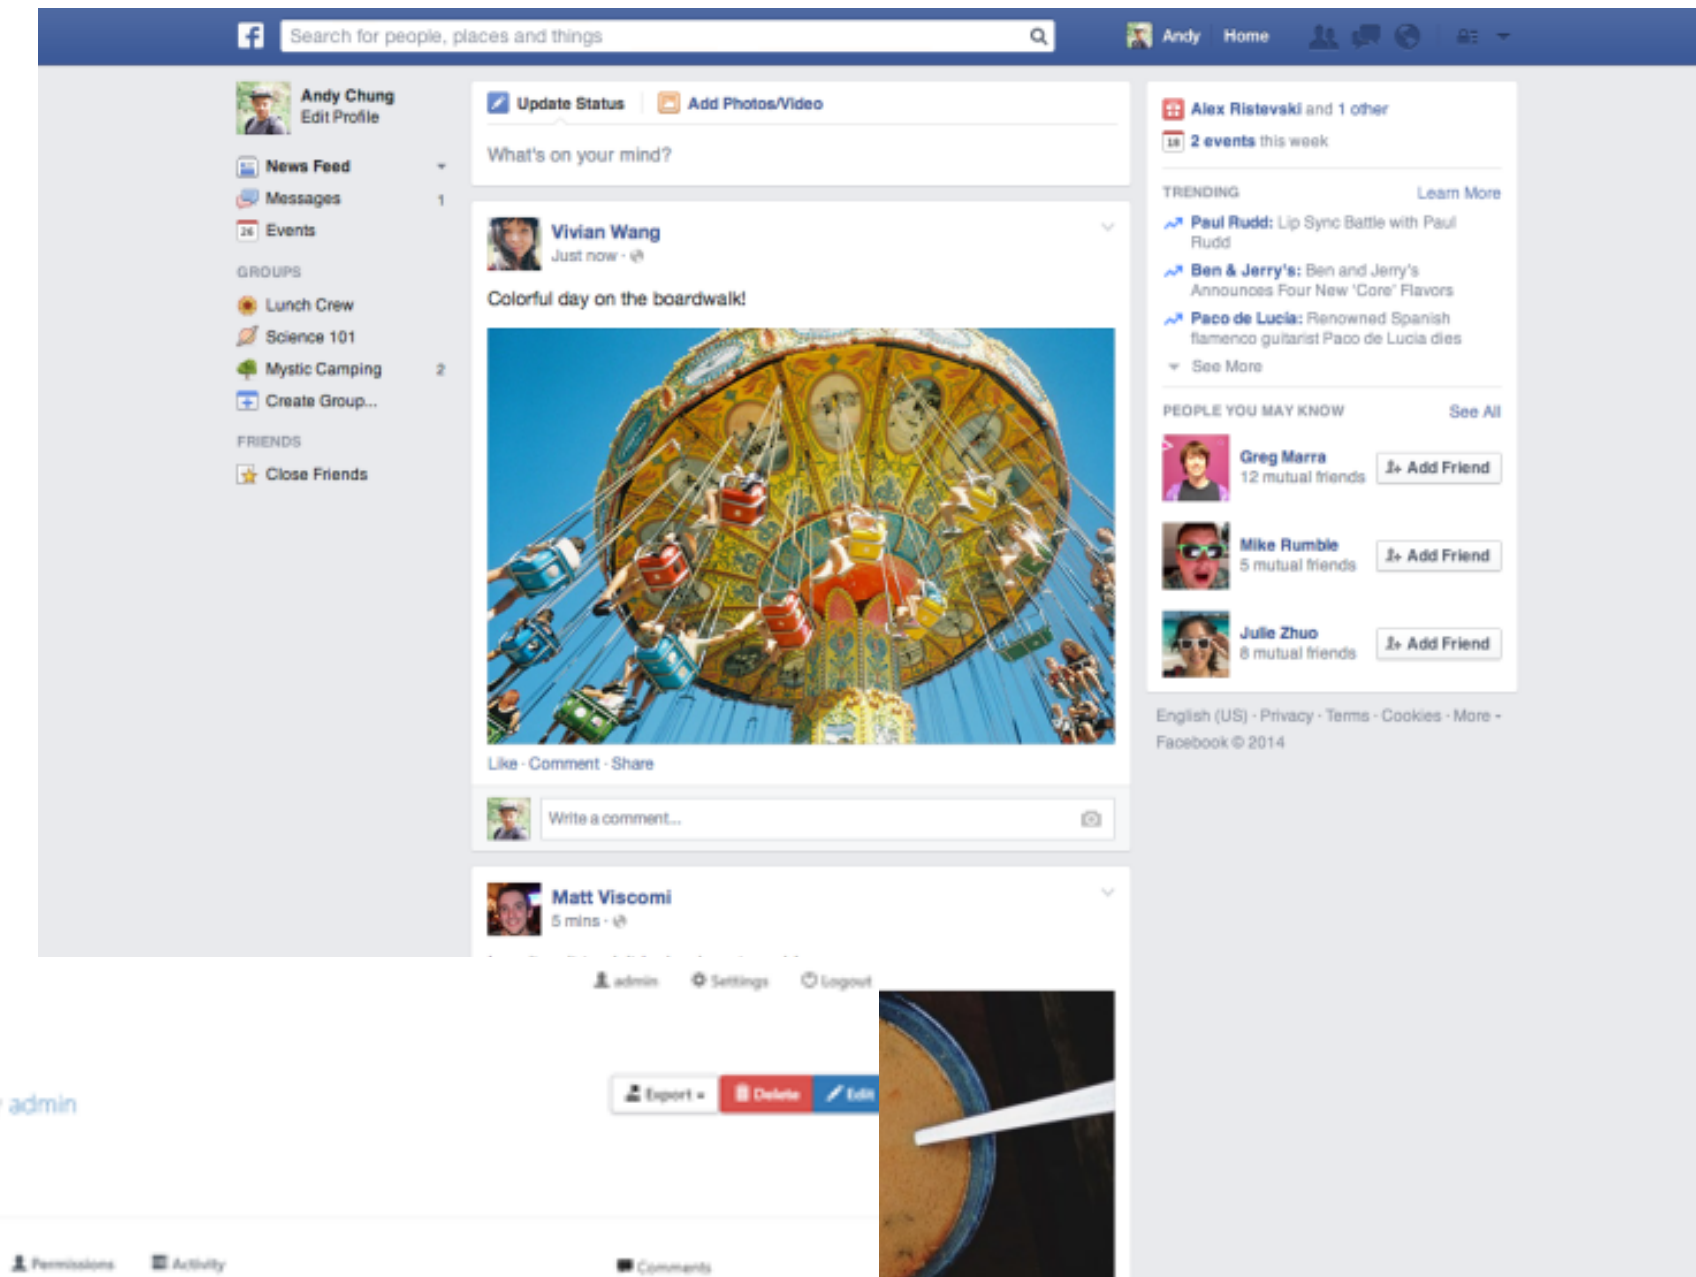 Search for people, places and things
Andy
Home
Andy Chung
Edit Profile
News Feed
Messages 1
26 Events
GROUPS
Lunch Crew
Science 101
Mystic Camping 2
Create Group...
FRIENDS
Close Friends
Update Status
Add Photos/Video
What's on your mind?
Vivian Wang
Just now ·
Colorful day on the boardwalk!
Like · Comment · Share
Write a comment...
Matt Viscomi
5 mins ·
Alex Ristevski and 1 other
18 2 events this week
TRENDING Learn More
Paul Rudd: Lip Sync Battle with Paul
Rudd
Ben & Jerry's: Ben and Jerry's
Announces Four New 'Core' Flavors
Paco de Lucia: Renowned Spanish
flamenco guitarist Paco de Lucia dies
See More
PEOPLE YOU MAY KNOW See All
Greg Marra
12 mutual friends
Add Friend
Mike Rumble
5 mutual friends
Add Friend
Julie Zhuo
8 mutual friends
Add Friend
English (US) · Privacy · Terms · Cookies · More
Facebook © 2014
admin Settings Logout
admin
Export Delete Edit
Permissions Activity Comments